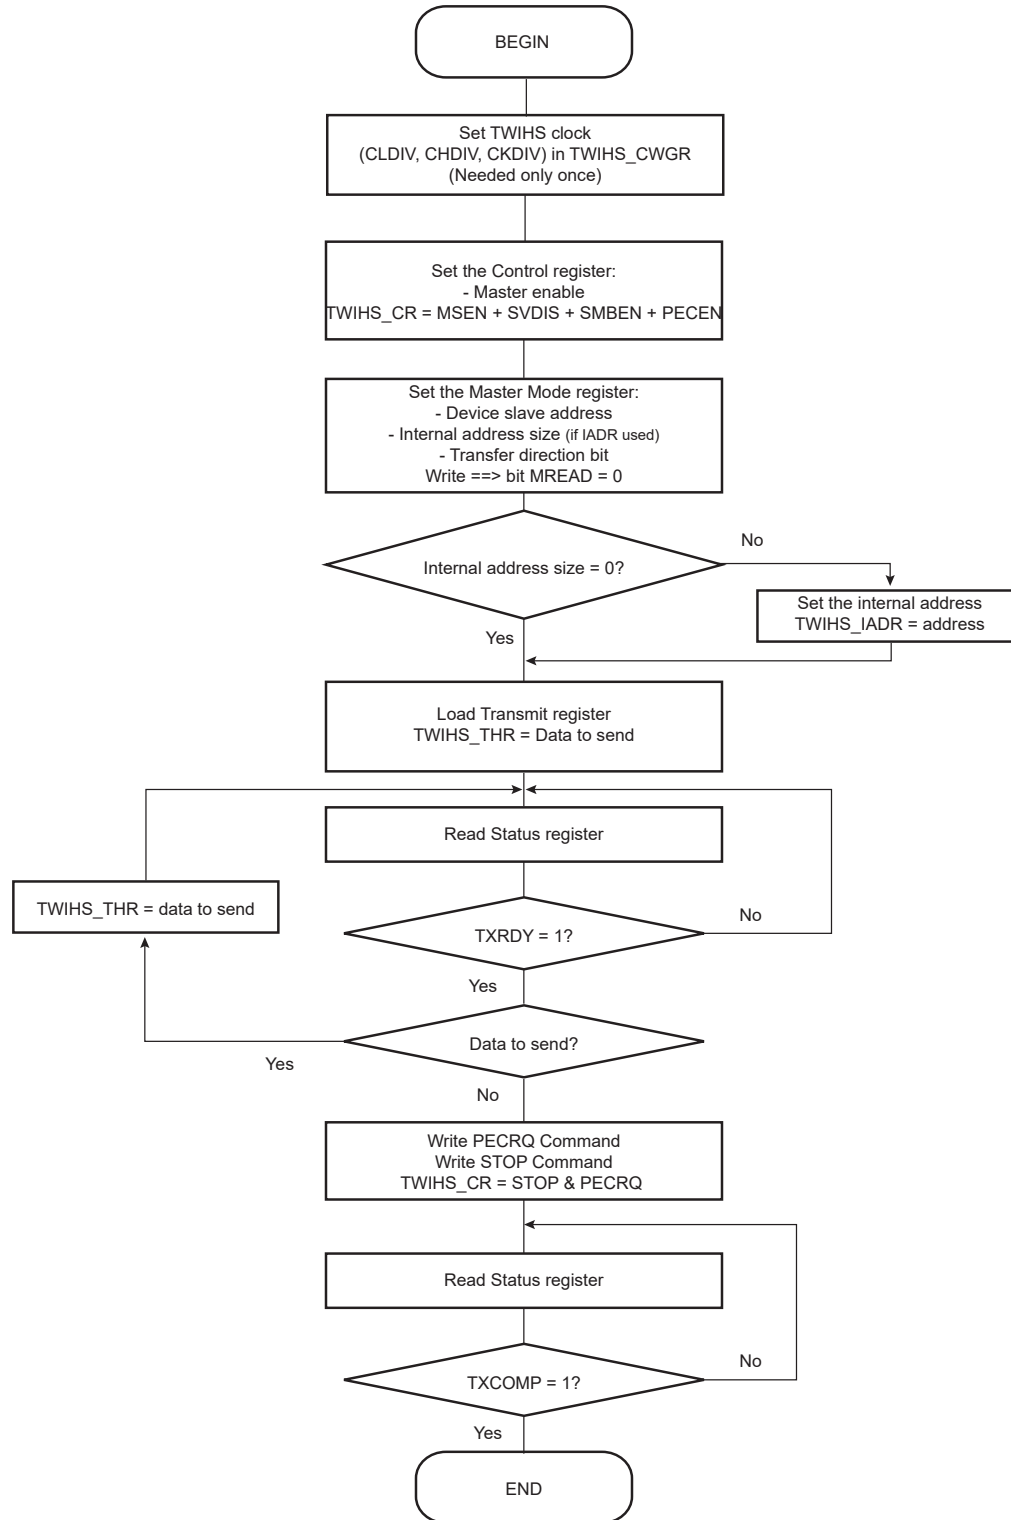 BEGIN
Set TWIHS clock
(CLDIV, CHDIV, CKDIV) in TWIHS_CWGR
(Needed only once)
Set the Control register:
- Master enable
TWIHS_CR = MSEN + SVDIS + SMBEN + PECEN
Set the Master Mode register:
- Device slave address
- Internal address size (if IADR used)
- Transfer direction bit
Write ==> bit MREAD = 0
No
Internal address size = 0?
Set the internal address
TWIHS_IADR = address
Yes
Load Transmit register
TWIHS_THR = Data to send
Read Status register
TWIHS_THR = data to send
No
TXRDY = 1?
Yes
Data to send?
Yes
No
Write PECRQ Command
Write STOP Command
TWIHS_CR = STOP & PECRQ
Read Status register
No
TXCOMP = 1?
Yes
END